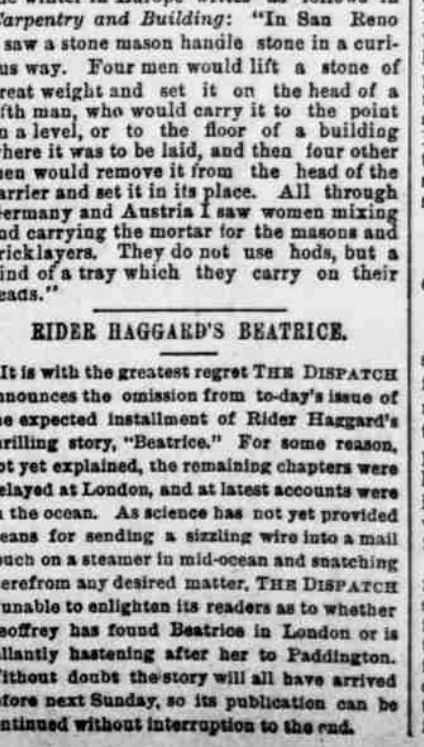 Carpentry and Building: "In San Reno
saw a stone mason handle stone in a curi-
us way. Four men would lift a stone of
reat weight and set it on the head of a
fth man, who would carry it to the point
n a level, or to the floor of a building
here it was to be laid, and then four other
en would remove it from the head of the
arrier and set it in its place. All through
ermany and Austria I saw women mixing
nd carrying the mortar for the masons and
ricklayers. They do not use hods, but a
ind of a tray which they carry on their
eads."
RIDER HAGGARD'S BEATRICE.
It is with the greatest regret THE DISPATCH
nnounces the omission from to-day's issue of
he expected installment of Rider Haggard's
hrilling story, "Beatrice." For some reason,
ot yet explained, the remaining chapters were
elayed at London, and at latest accounts were
n the ocean. As science has not yet provided
eans for sending a sizzling wire into a mail
ouch on a steamer in mid-ocean and snatching
herefrom any desired matter, THE DISPATCH
unable to enlighten its readers as to whether
eoffrey has found Beatrice in London or is
allantly hastening after her to Paddington.
Without doubt the story will all have arrived
efore next Sunday, so its publication can be
ontinued without interruption to the end.